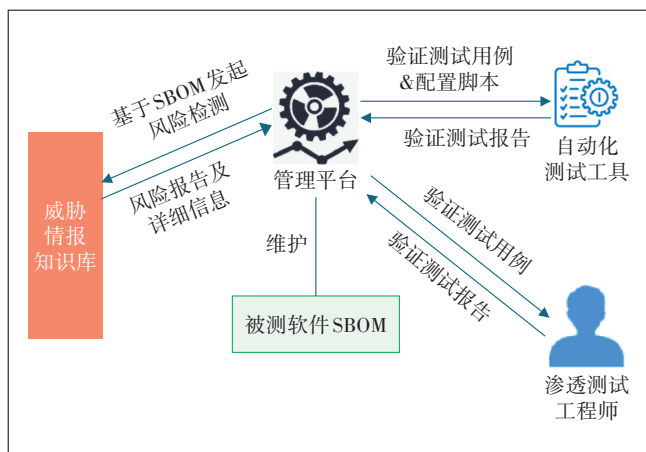 基于SBOM发起
风险检测
风险报告及
详细信息
威胁
情报
知识库
管理平台
验证测试用例
&配置脚本
验证测试报告
自动化
测试工具
维护
被测软件SBOM
验证测试用例
验证测试报告
渗透测试
工程师